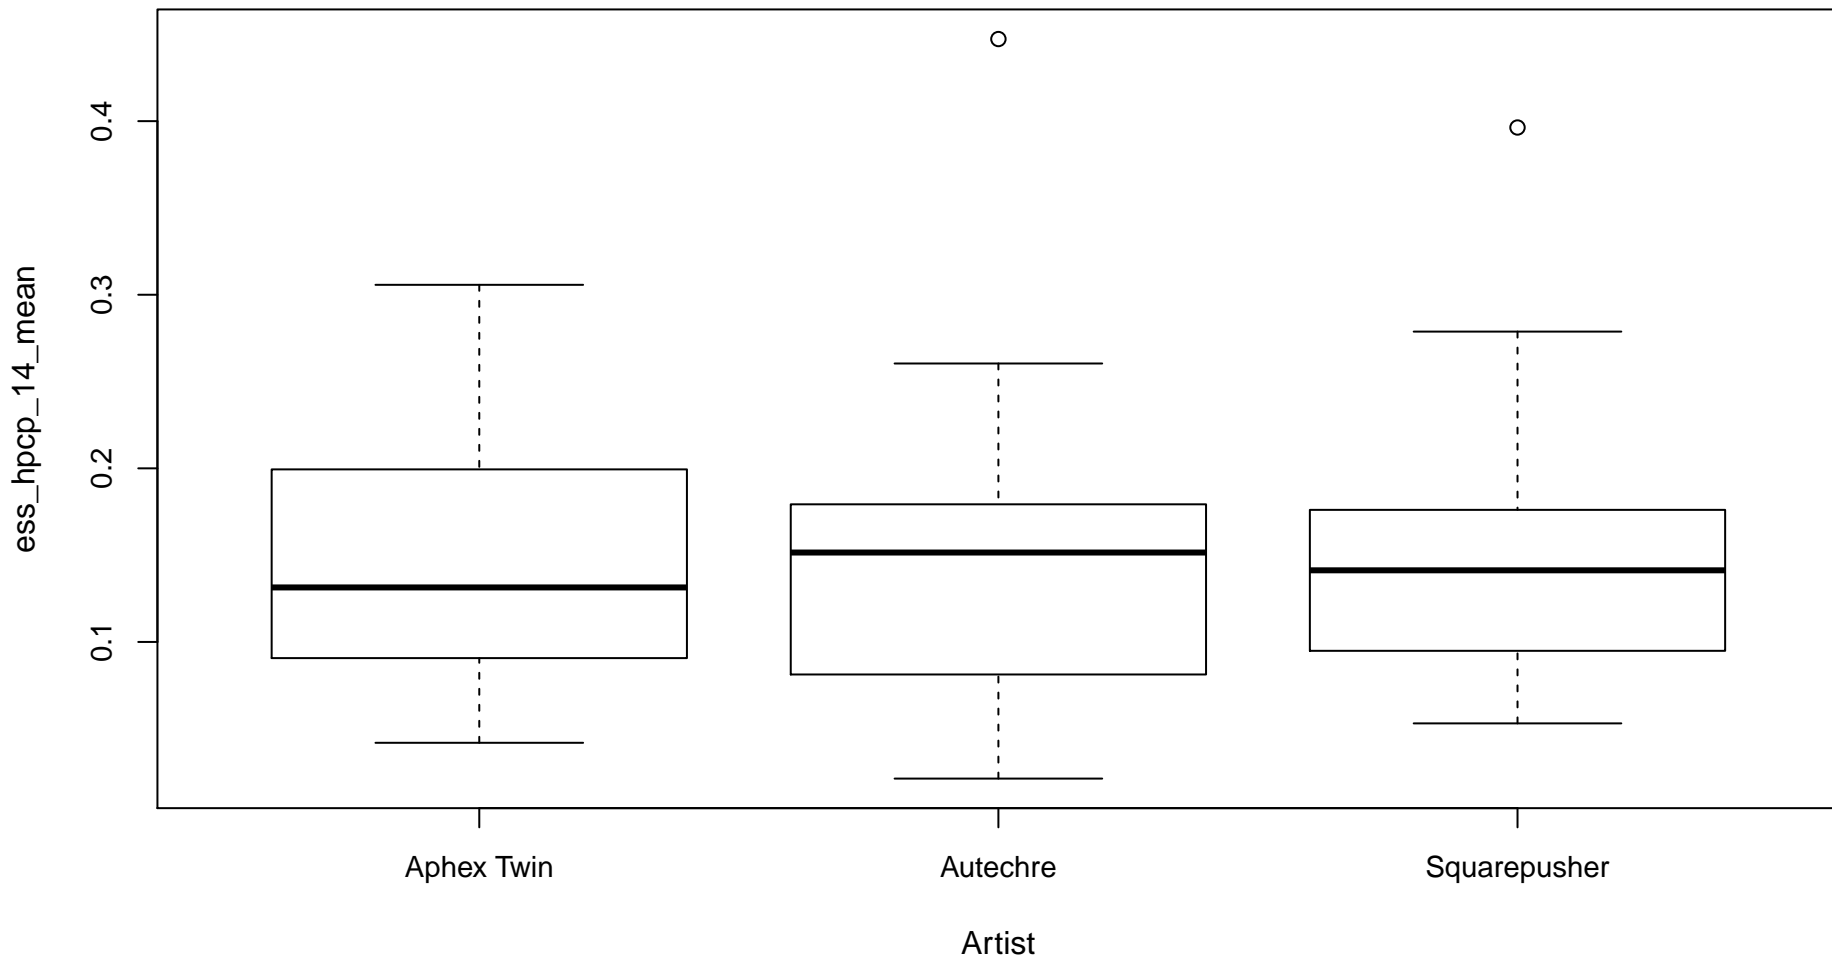 ess_hpcp_14_mean
0.4
0.3
0.2
0.1
Aphex Twin
Autechre
Squarepusher
Artist